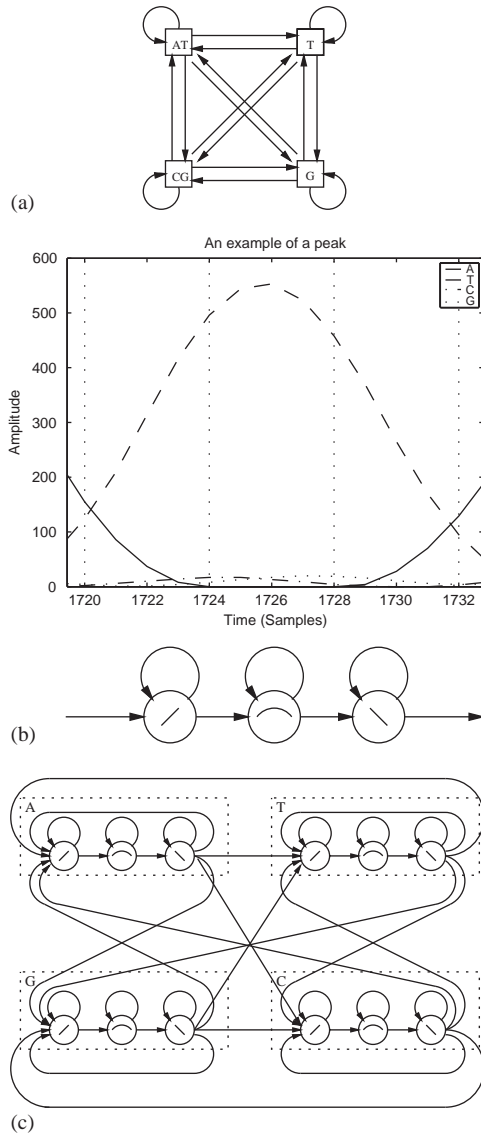 AT T
CG G
(a)
An example of a peak
A
T
C
G
600
500
400
300
200
100
0
Amplitude
1720 1722 1724 1726 1728 1730 1732
Time (Samples)
(b)
A T
G C
(c)